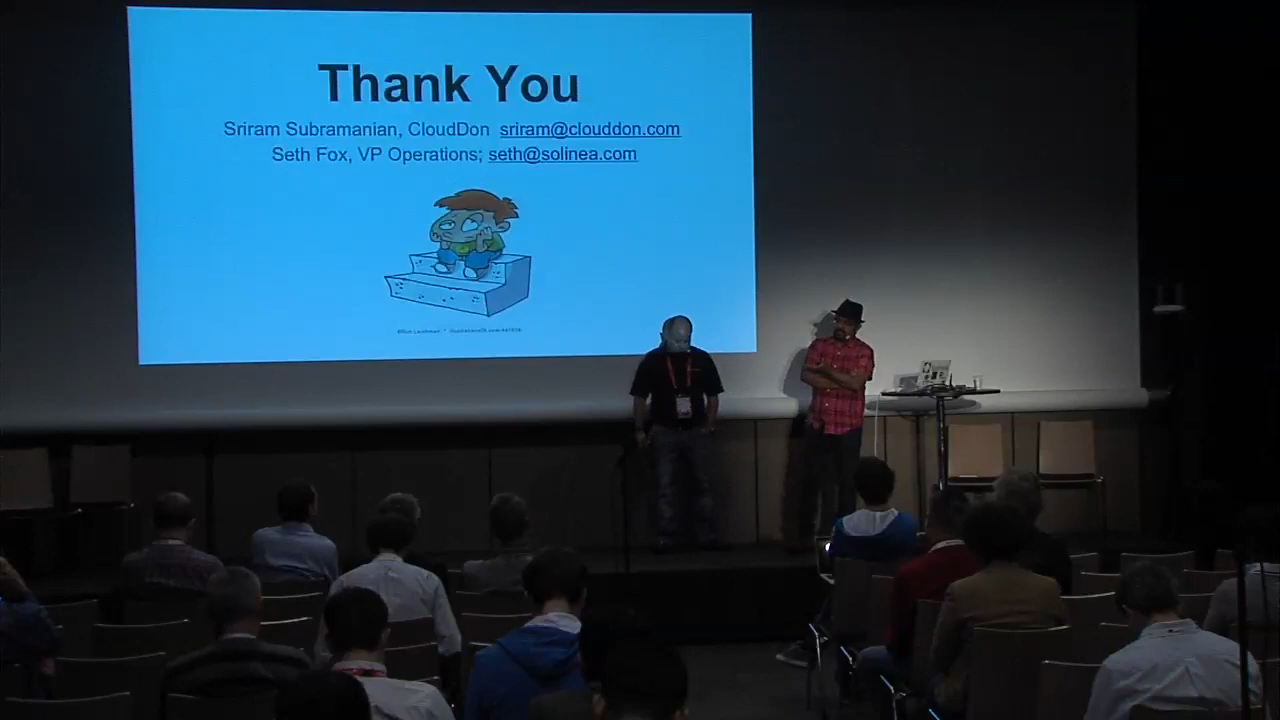 Thank You
Sriram Subramanian, CloudDon sriram@clouddon.com
Seth Fox, VP Operations; seth@solinea.com